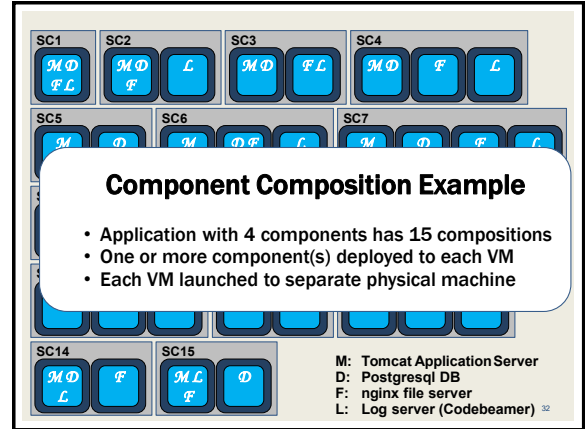 SC1 SC2 SC3 SC4
M D M D L M D F L M D F L
F L F
SC5 SC6 SC7
M D M D F L M D F L
Component Composition Example
• Application with 4 components has 15 compositions
• One or more component(s) deployed to each VM
• Each VM launched to separate physical machine
SC14 SC15
M D F M L D
L F
M: Tomcat Application Server
D: Postgresql DB
F: nginx file server
L: Log server (Codebeamer) 32